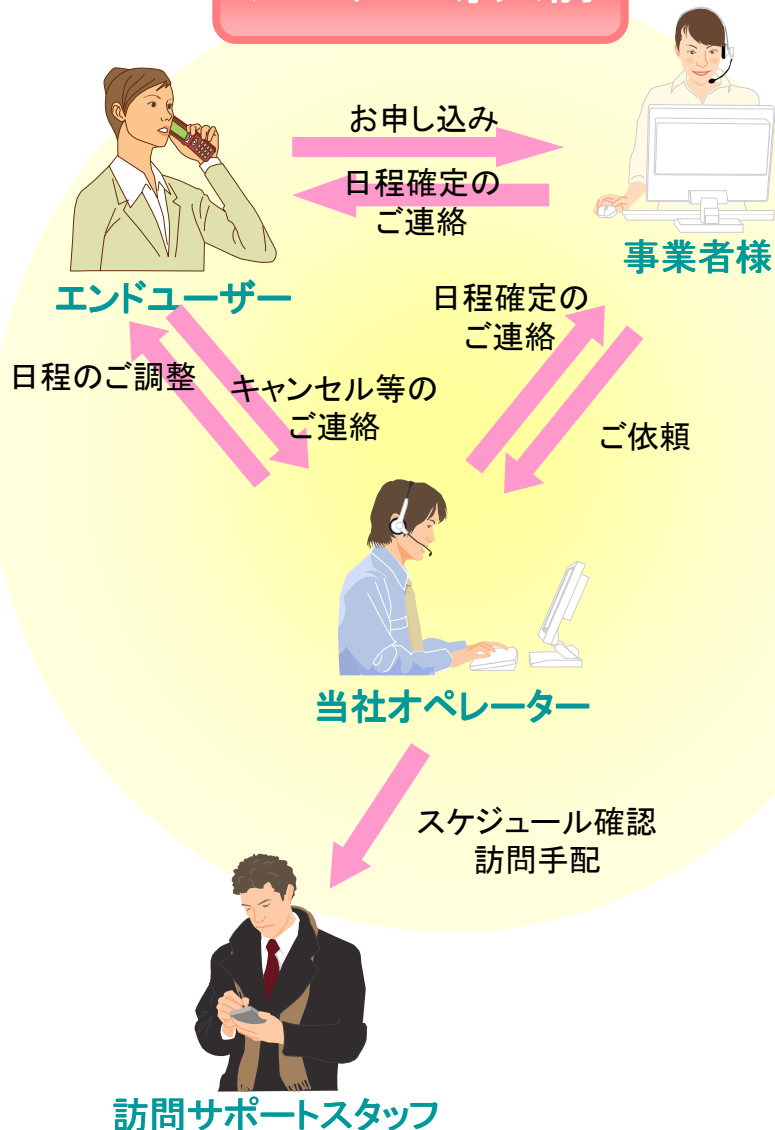 お申し込み
日程確定の
ご連絡
事業者様
エンドユーザー
日程確定の
ご連絡
日程のご調整
キャンセル等の
ご連絡
ご依頼
当社オペレーター
スケジュール確認
訪問手配
訪問サポートスタッフ